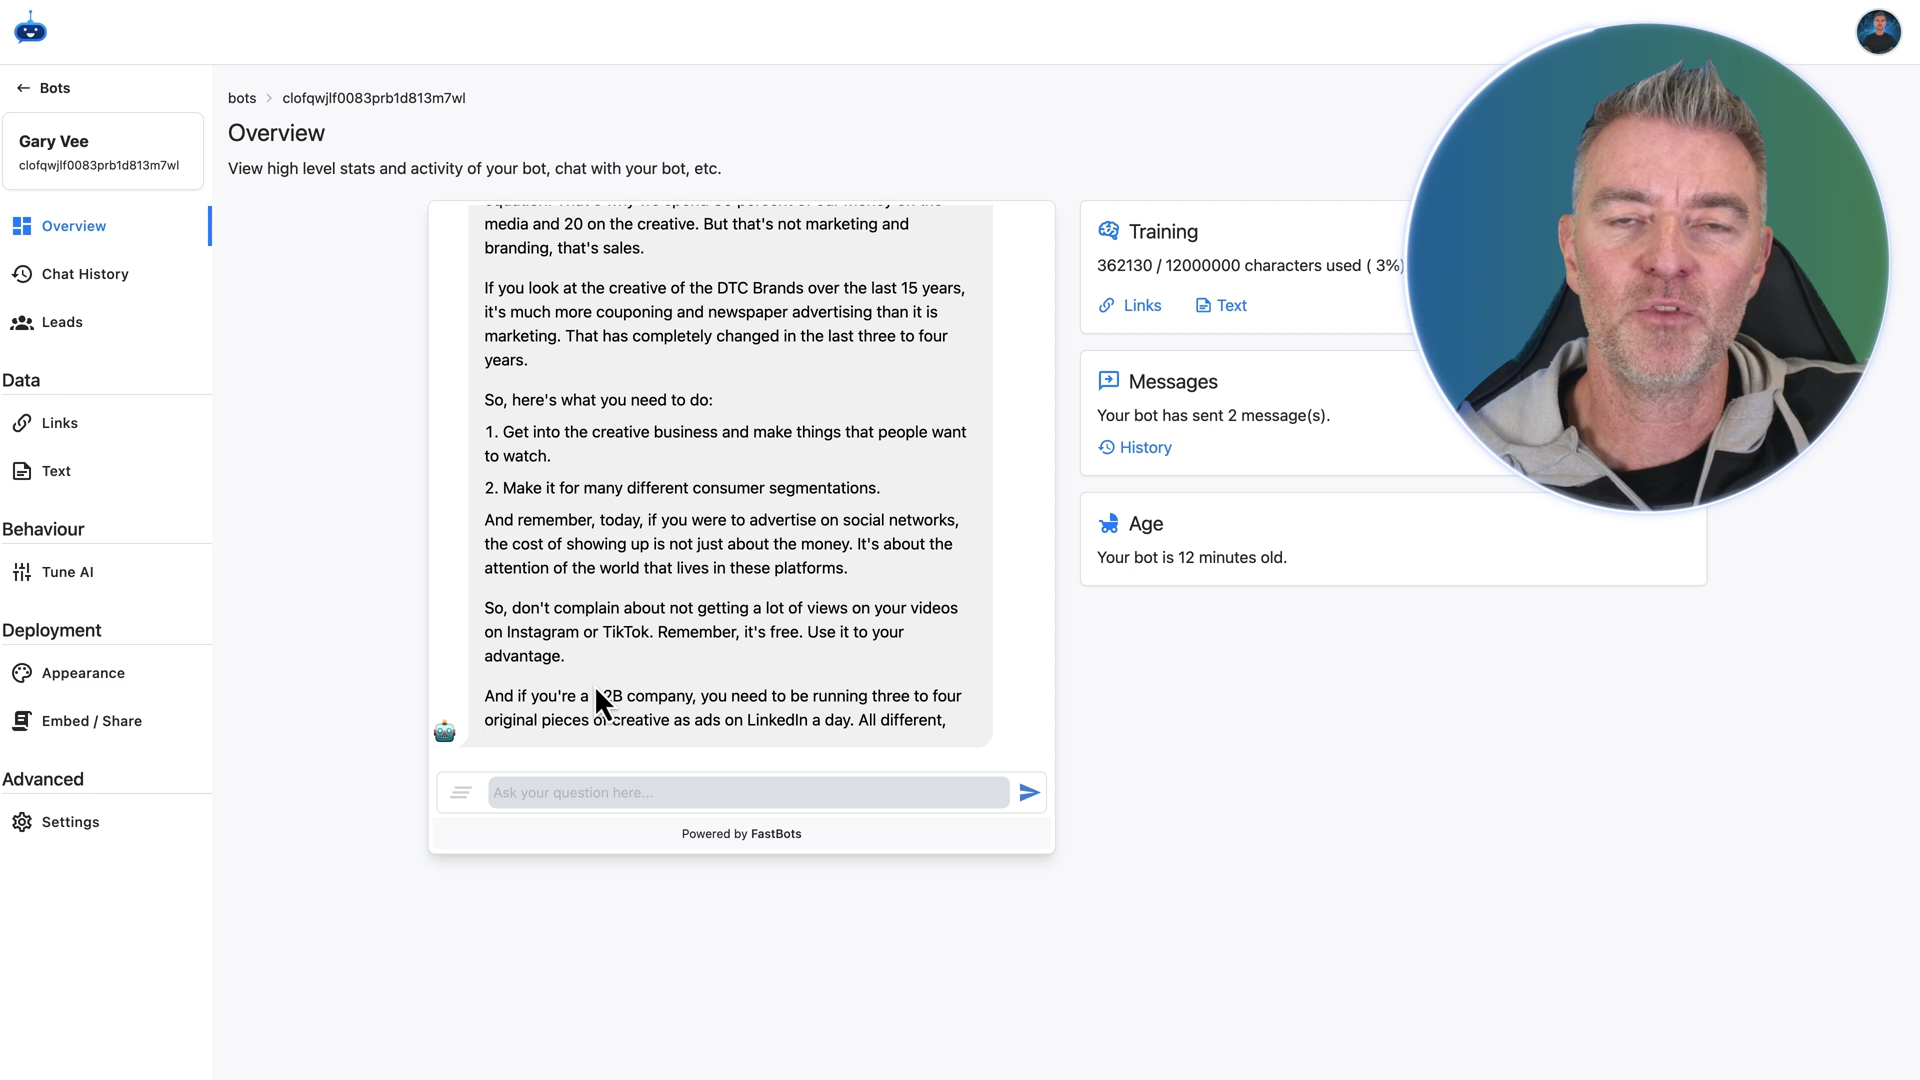 Bots
Gary Vee
clofqwjlf0083prb1d813m7wl
Overview
Chat History
Leads
Data
Links
Text
Behaviour
Tune AI
Deployment
Appearance
Embed / Share
Advanced
Settings
bots > clofqwjlf0083prb1d813m7wl
Overview
View high level stats and activity of your bot, chat with your bot, etc.
media and 20 on the creative. But that's not marketing and
branding, that's sales.
If you look at the creative of the DTC Brands over the last 15 years,
it's much more couponing and newspaper advertising than it is
marketing. That has completely changed in the last three to four
years.
So, here's what you need to do:
1. Get into the creative business and make things that people want
to watch.
2. Make it for many different consumer segmentations.
And remember, today, if you were to advertise on social networks,
the cost of showing up is not just about the money. It's about the
attention of the world that lives in these platforms.
So, don't complain about not getting a lot of views on your videos
on Instagram or TikTok. Remember, it's free. Use it to your
advantage.
And if you're a 2B company, you need to be running three to four
original pieces of creative as ads on LinkedIn a day. All different,
Ask your question here...
Powered by FastBots
Training
362130 / 12000000 characters used ( 3%)
Links Text
Messages
Your bot has sent 2 message(s).
History
Age
Your bot is 12 minutes old.